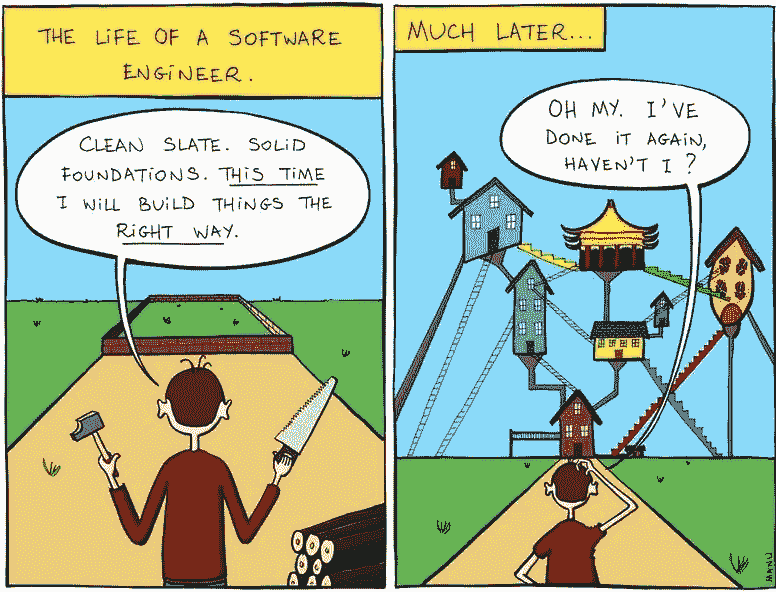 THE LIFE OF A SOFTWARE
ENGINEER.
CLEAN SLATE. SOLID
FOUNDATIONS. THIS TIME
I WILL BUILD THINGS THE
RIGHT WAY.
MUCH LATER...
OH MY. I'VE
DONE IT AGAIN,
HAVEN'T I ?
MANU